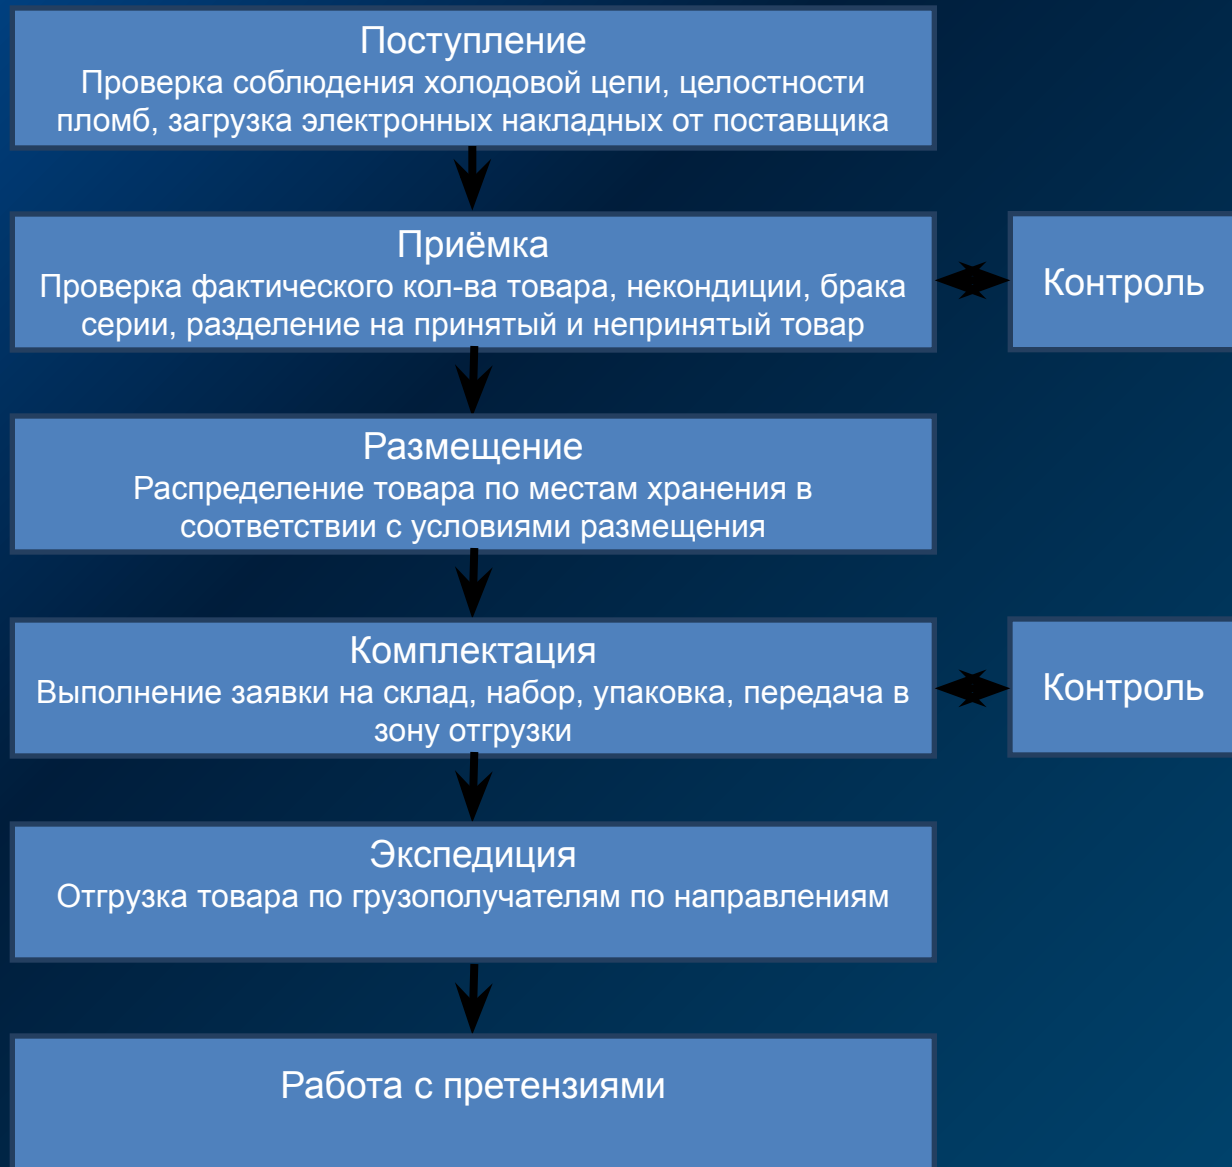 Поступление
Проверка соблюдения холодовой цепи, целостности
пломб, загрузка электронных накладных от поставщика
Приёмка
Проверка фактического кол-ва товара, некондиции, брака
серии, разделение на принятый и непринятый товар
Контроль
Размещение
Распределение товара по местам хранения в
соответствии с условиями размещения
Комплектация
Выполнение заявки на склад, набор, упаковка, передача в
зону отгрузки
Контроль
Экспедиция
Отгрузка товара по грузополучателям по направлениям
Работа с претензиями